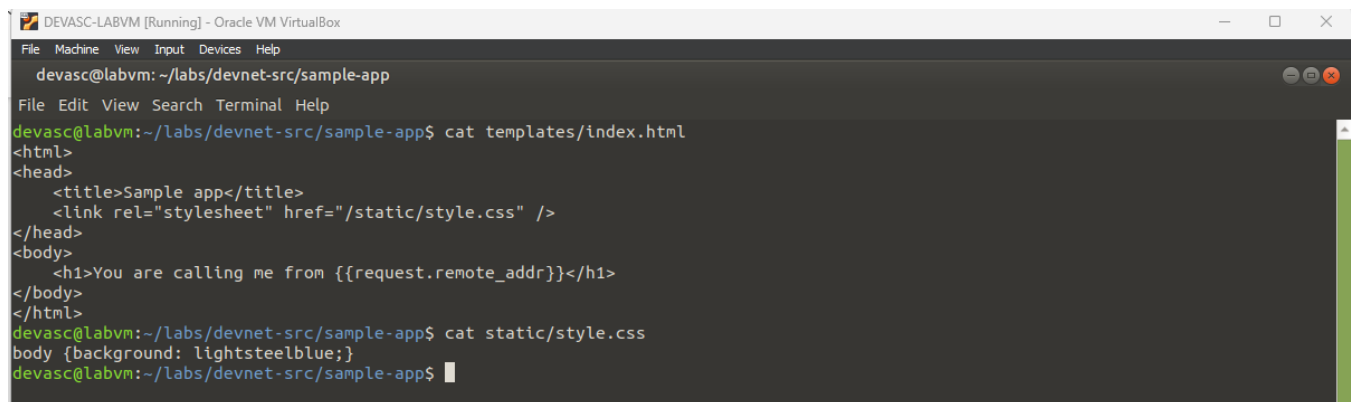 DEVASC-LABVM [Running] - Oracle VM VirtualBox
File Machine View Input Devices Help
devasc@labvm: ~/labs/devnet-src/sample-app
File Edit View Search Terminal Help
devasc@labvm:~/labs/devnet-src/sample-app$ cat templates/index.html
<html>
<head>
    <title>Sample app</title>
    <link rel="stylesheet" href="/static/style.css" />
</head>
<body>
    <h1>You are calling me from {{request.remote_addr}}</h1>
</body>
</html>
devasc@labvm:~/labs/devnet-src/sample-app$ cat static/style.css
body {background: lightsteelblue;}
devasc@labvm:~/labs/devnet-src/sample-app$